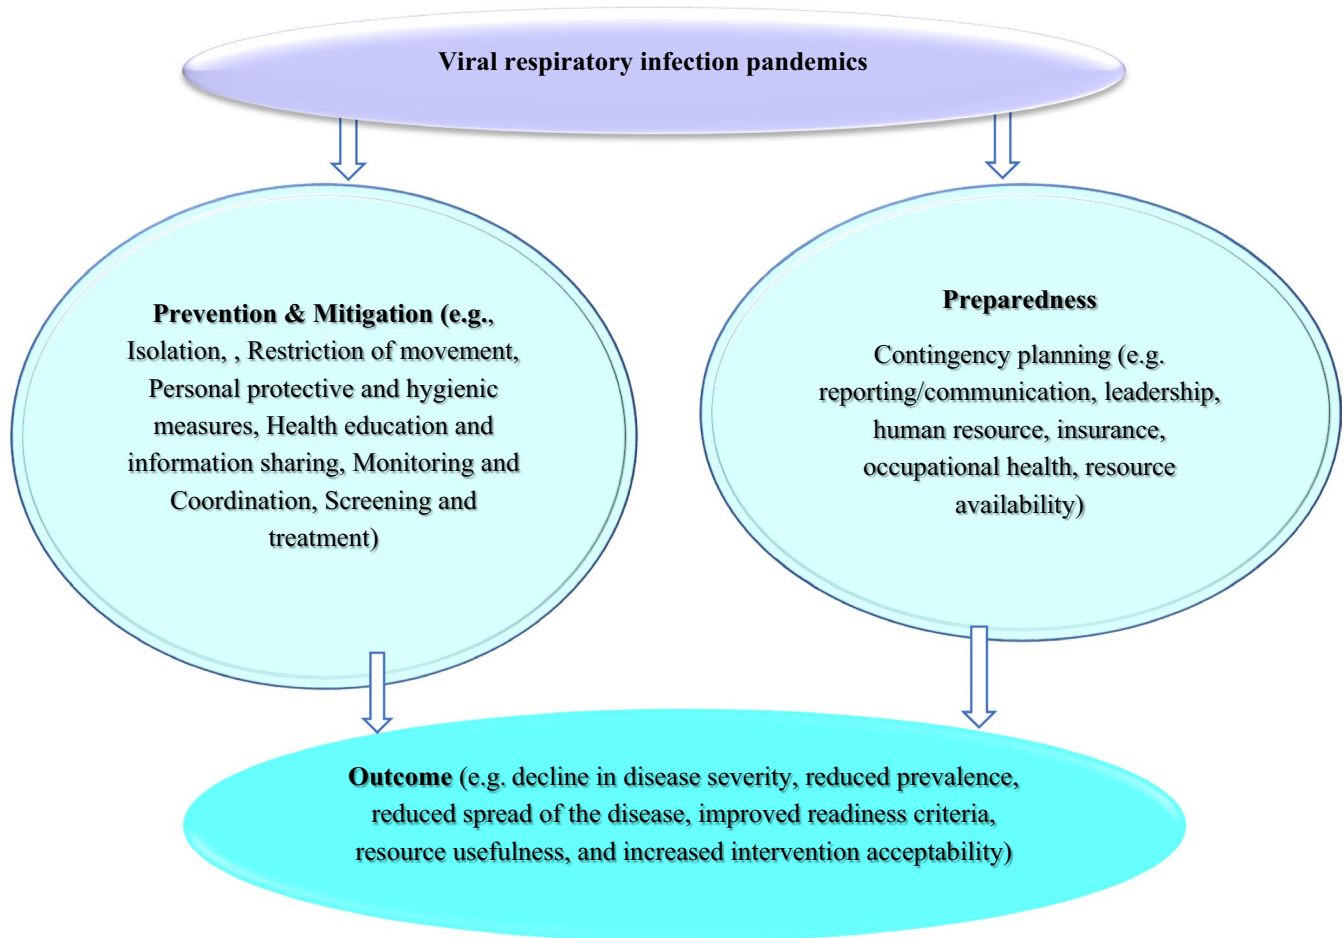 Viral respiratory infection pandemics
Prevention & Mitigation (e.g.,
Isolation, , Restriction of movement,
Personal protective and hygienic
measures, Health education and
information sharing, Monitoring and
Coordination, Screening and
treatment)
Preparedness
Contingency planning (e.g.
reporting/communication, leadership,
human resource, insurance,
occupational health, resource
availability)
Outcome (e.g. decline in disease severity, reduced prevalence,
reduced spread of the disease, improved readiness criteria,
resource usefulness, and increased intervention acceptability)